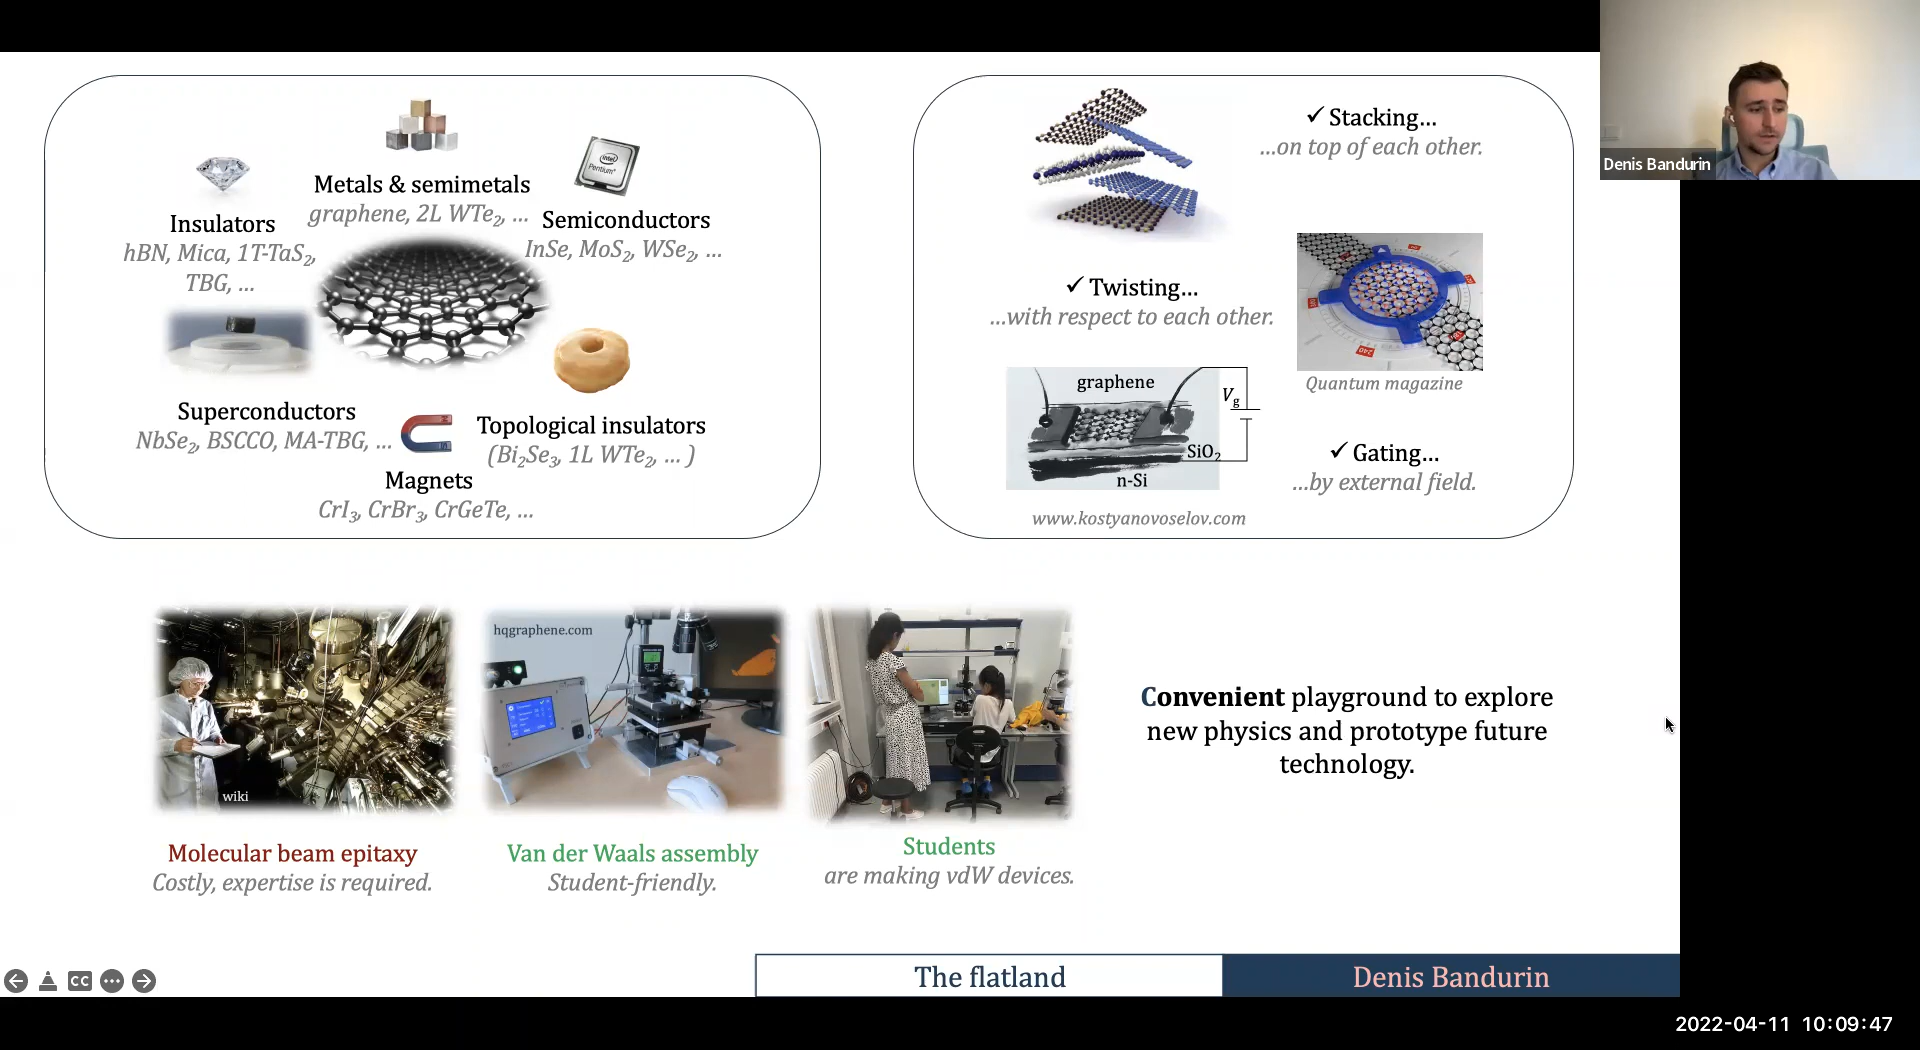 Metals & semimetals
graphene, 2L WTe₂, ...
Insulators
hBN, Mica, 1T-TaS₂,
TBG, ...
intel
Pentium
Semiconductors
InSe, MoS₂, WSe₂, ...
Superconductors
NbSe₂, BSCCO, MA-TBG, ...
Topological insulators
(Bi₂Se₃, 1L WTe₂, ... )
Magnets
CrI₃, CrBr₃, CrGeTe, ...
✓ Stacking...
...on top of each other.
✓ Twisting...
...with respect to each other.
240
Quantum magazine
graphene
Vg
SiO₂
n-Si
www.kostyanovoselov.com
✓ Gating...
...by external field.
Denis Bandurin
wiki
Molecular beam epitaxy
Costly, expertise is required.
hqgraphene.com
Van der Waals assembly
Student-friendly.
Students
are making vdW devices.
Convenient playground to explore
new physics and prototype future
technology.
CC
The flatland
Denis Bandurin
2022-04-11 10:09:47